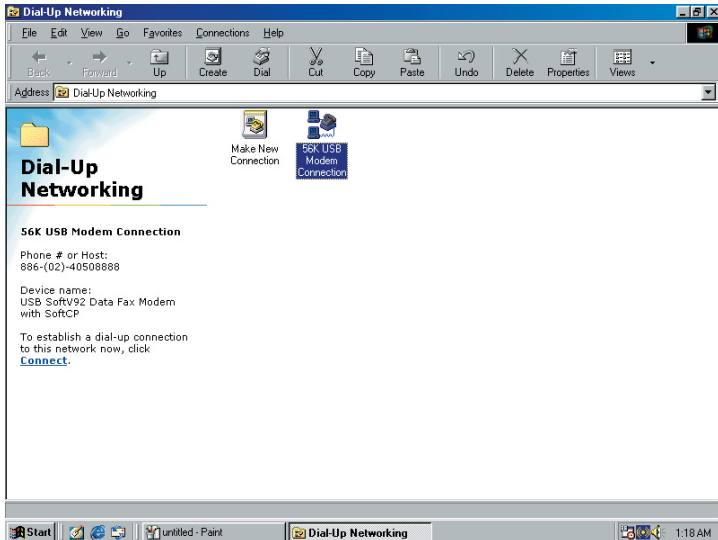 Dial-Up Networking
File Edit View Go Favorites Connections Help
Back Forward Up Create Dial Cut Copy Paste Undo Delete Properties Views
Address Dial-Up Networking
Make New
Connection
56K USB
Modem
Connection
Dial-Up
Networking
56K USB Modem Connection
Phone # or Host:
886-(02)-40508888
Device name:
USB SoftV92 Data Fax Modem
with SoftCP
To establish a dial-up connection
to this network now, click
Connect.
Start untitled - Paint Dial-Up Networking 1:18 AM